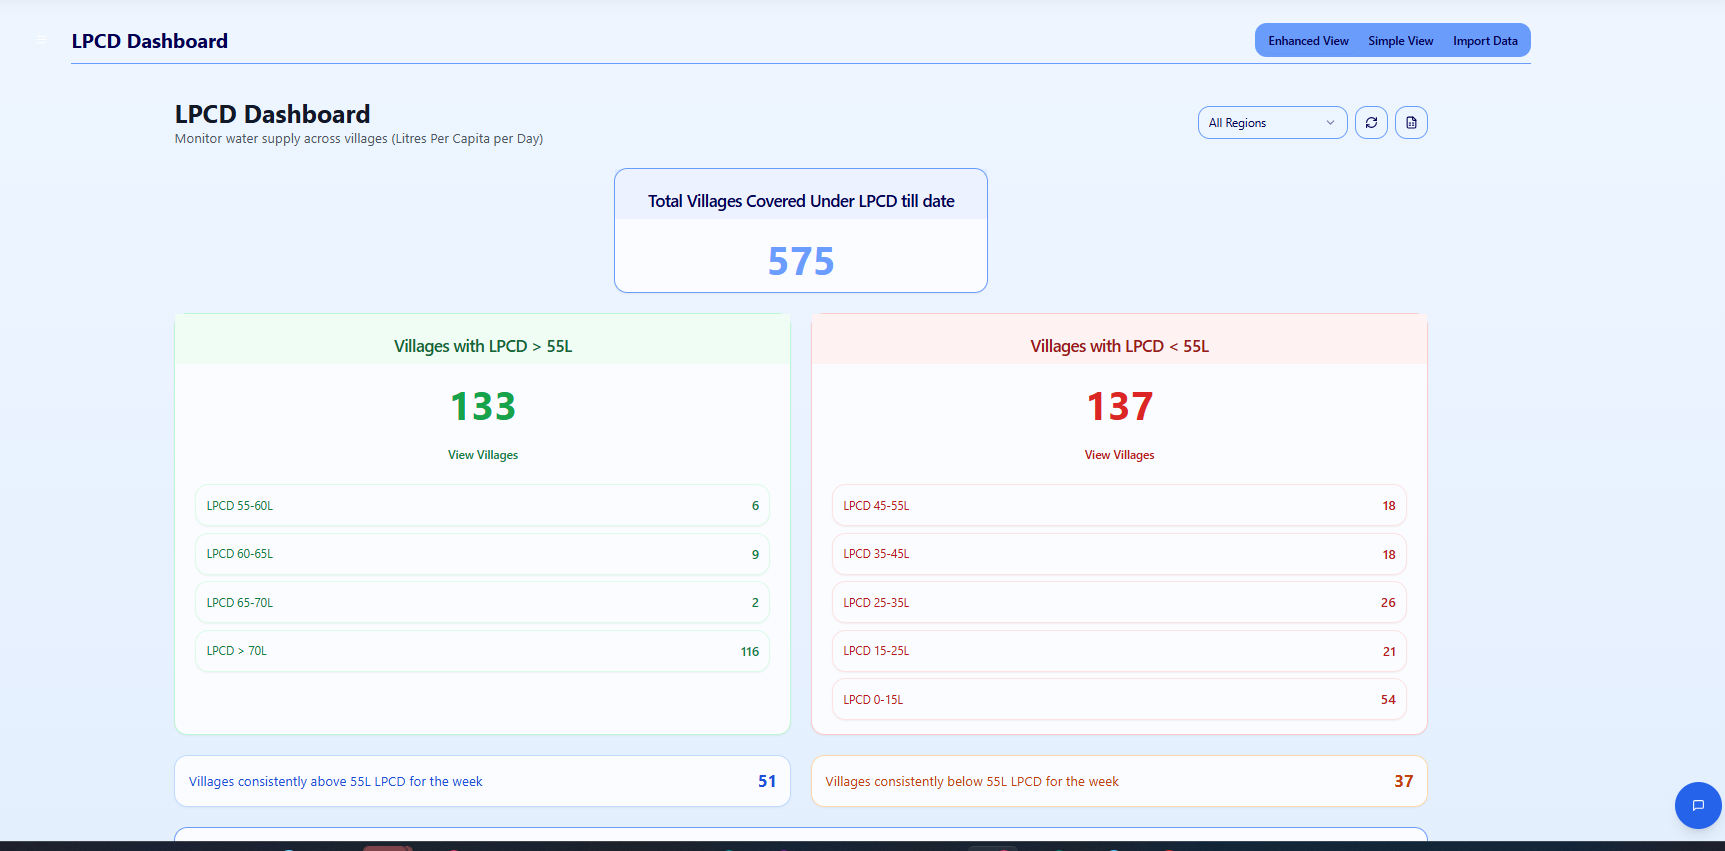 LPCD Dashboard
Enhanced View Simple View Import Data
LPCD Dashboard
Monitor water supply across villages (Litres Per Capita per Day)
All Regions
Total Villages Covered Under LPCD till date
575
Villages with LPCD > 55L
133
View Villages
LPCD 55-60L 6
LPCD 60-65L 9
LPCD 65-70L 2
LPCD > 70L 116
Villages with LPCD < 55L
137
View Villages
LPCD 45-55L 18
LPCD 35-45L 18
LPCD 25-35L 26
LPCD 15-25L 21
LPCD 0-15L 54
Villages consistently above 55L LPCD for the week 51
Villages consistently below 55L LPCD for the week 37